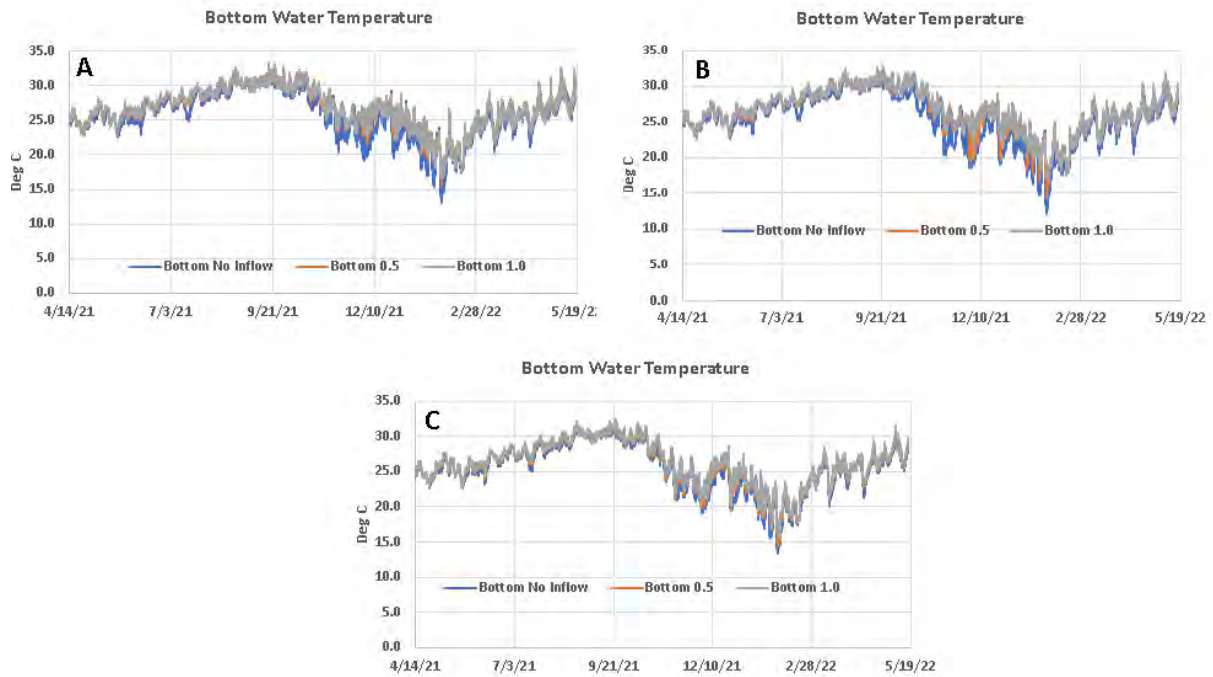 Bottom Water Temperature
A
35.0
30.0
25.0
20.0
15.0
10.0
5.0
0.0
Deg C
Bottom No Inflow Bottom 0.5 Bottom 1.0
4/14/21 7/3/21 9/21/21 12/10/21 2/28/22 5/19/2
Bottom Water Temperature
B
35.0
30.0
25.0
20.0
15.0
10.0
5.0
0.0
Deg C
Bottom No Inflow Bottom 0.5 Bottom 1.0
4/14/21 7/3/21 9/21/21 12/10/21 2/28/22 5/19/22
Bottom Water Temperature
C
35.0
30.0
25.0
20.0
15.0
10.0
5.0
0.0
Deg C
Bottom No Inflow Bottom 0.5 Bottom 1.0
4/14/21 7/3/21 9/21/21 12/10/21 2/28/22 5/19/22